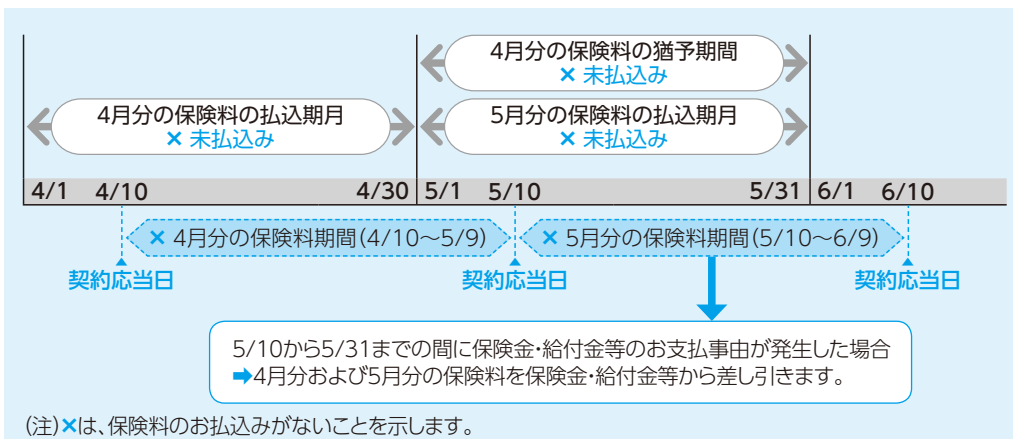 4月分の保険料の猶予期間
× 未払込み
4月分の保険料の払込期月
× 未払込み
5月分の保険料の払込期月
× 未払込み
4/1 4/10 4/30 5/1 5/10 5/31 6/1 6/10
× 4月分の保険料期間(4/10~5/9)
× 5月分の保険料期間(5/10~6/9)
契約応当日
契約応当日
契約応当日
5/10から5/31までの間に保険金・給付金等のお支払事由が発生した場合
➡4月分および5月分の保険料を保険金・給付金等から差し引きます。
(注)×は、保険料のお払込みがないことを示します。